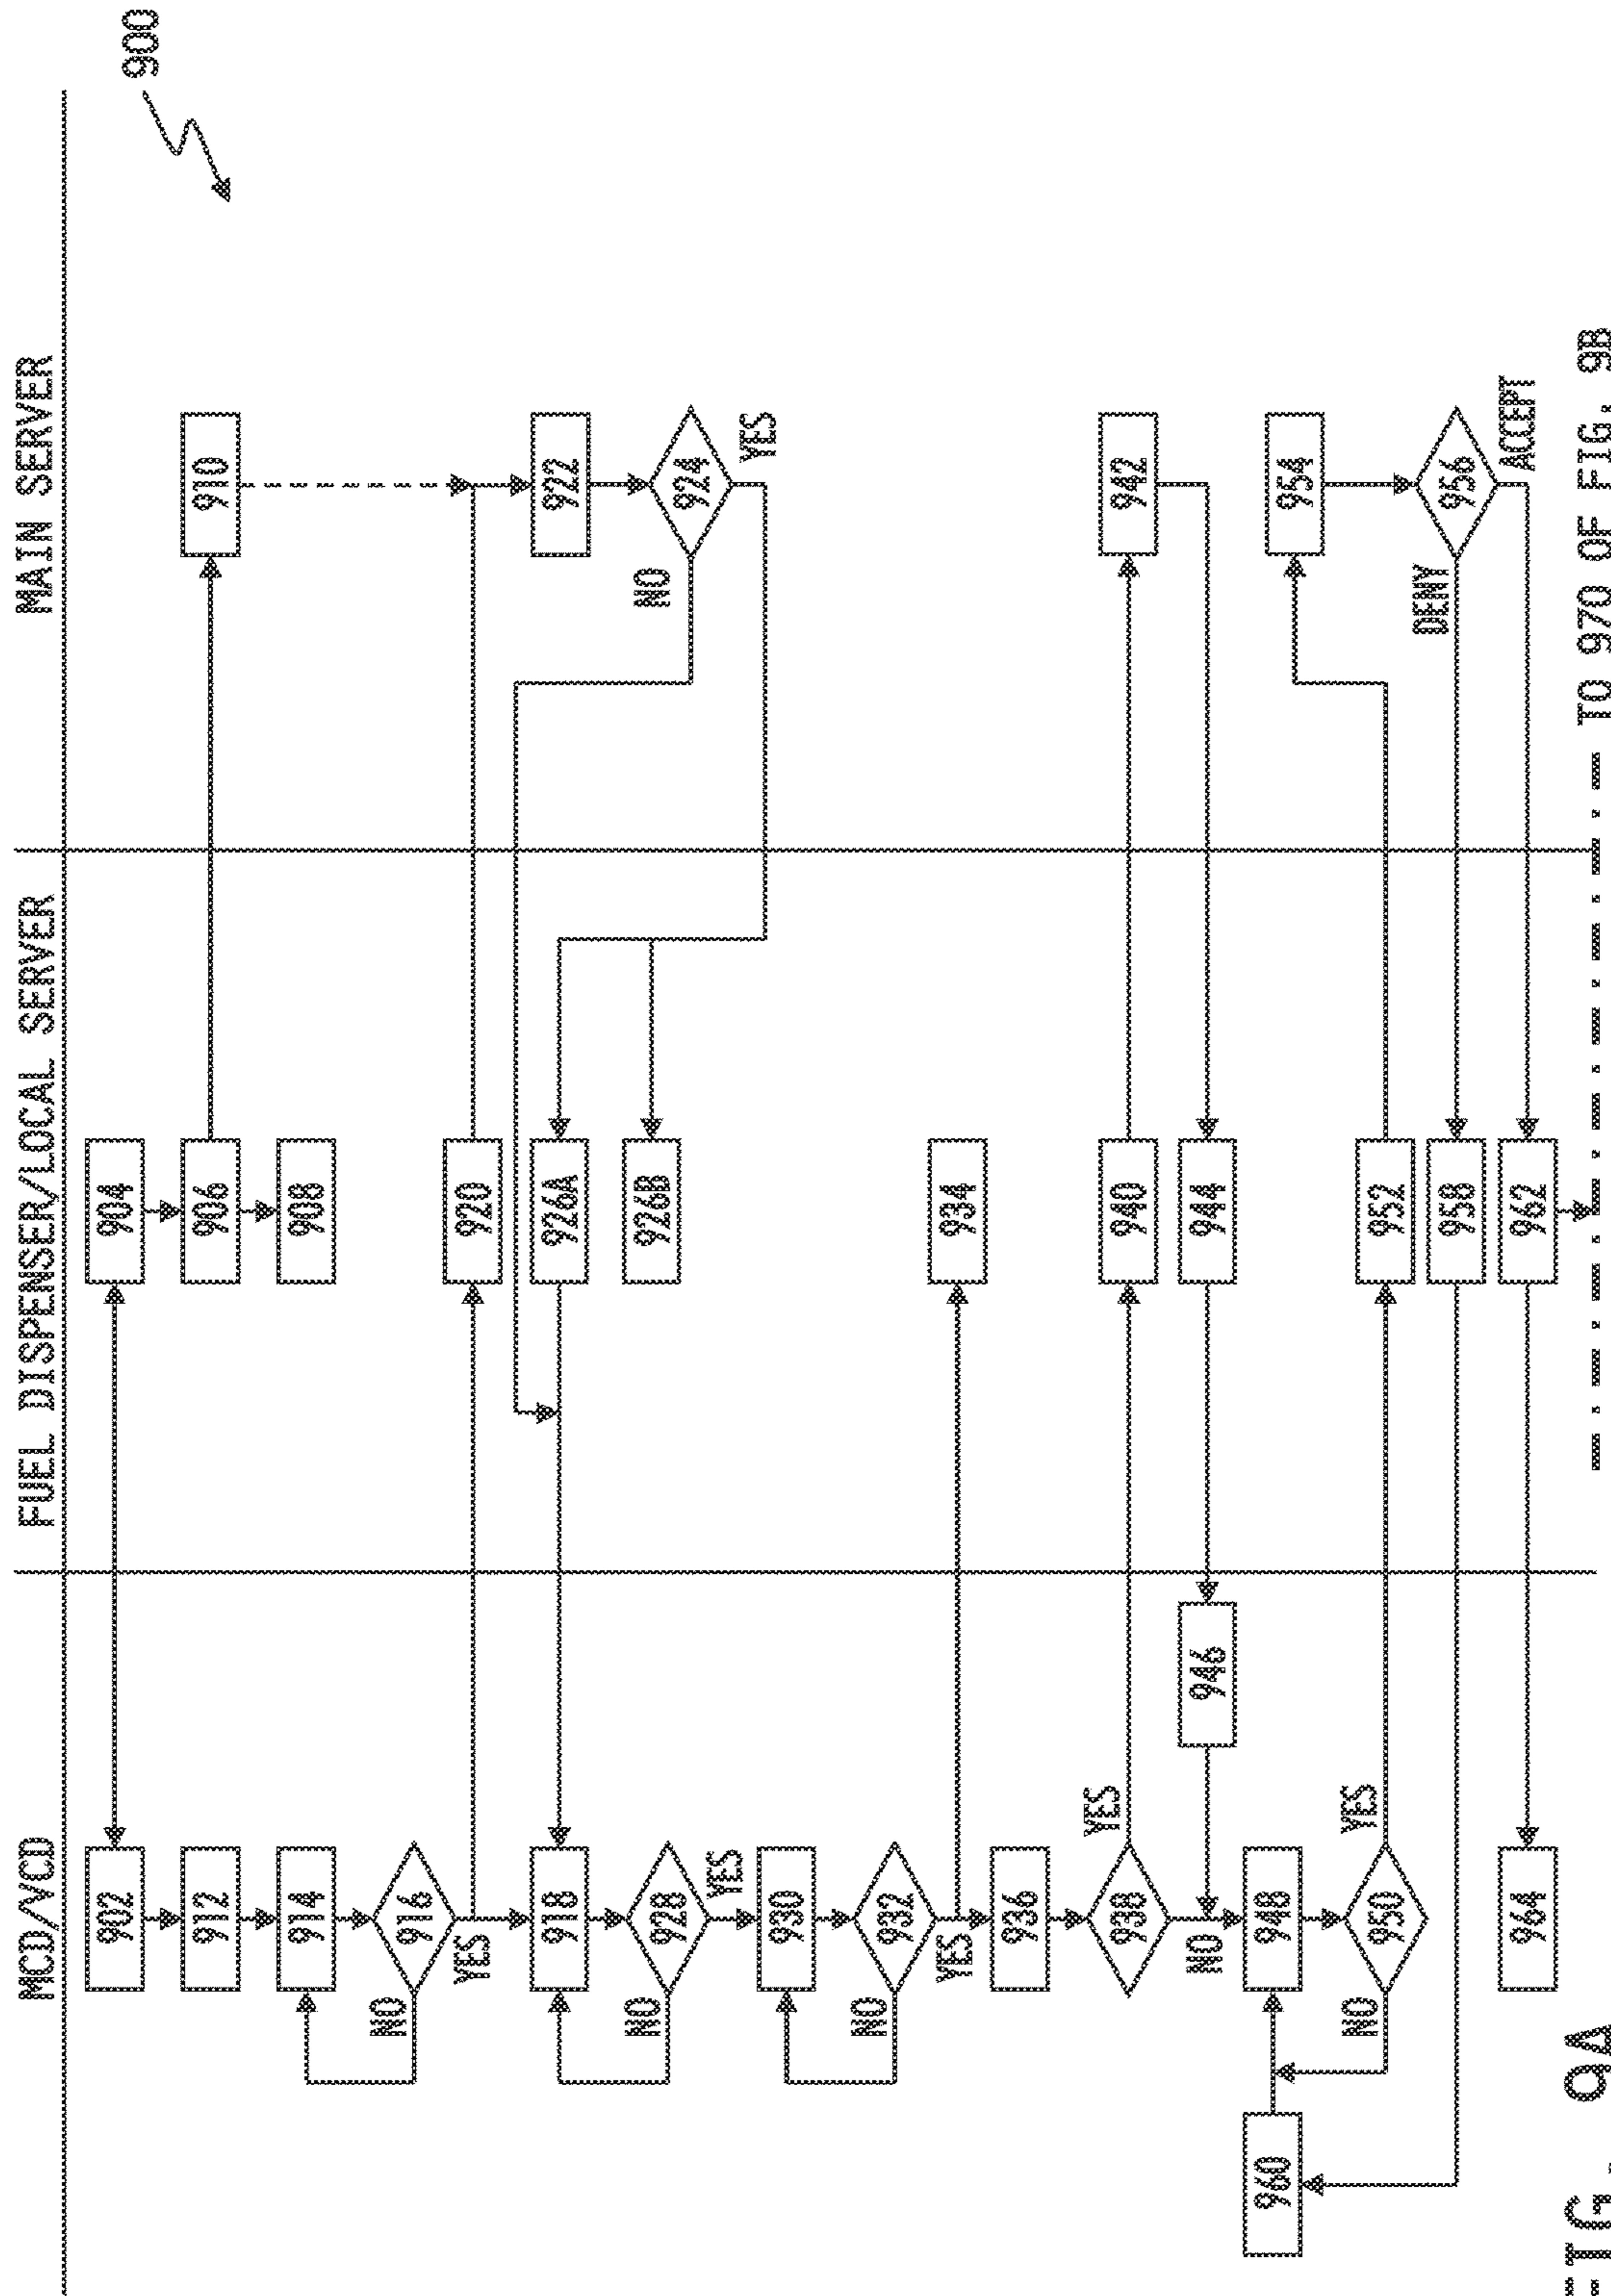 900
MCD/VCD
FUEL DISPENSER/LOCAL SERVER
MAIN SERVER
902
904
912
906
910
914
908
916
NO
YES
920
918
926A
922
928
NO
YES
926B
924
NO
YES
930
932
NO
YES
934
936
938
YES
NO
940
942
946
944
960
948
954
950
NO
YES
952
958
956
DENY
ACCEPT
964
962
TO 970 OF FIG. 9B
FIG. 9A